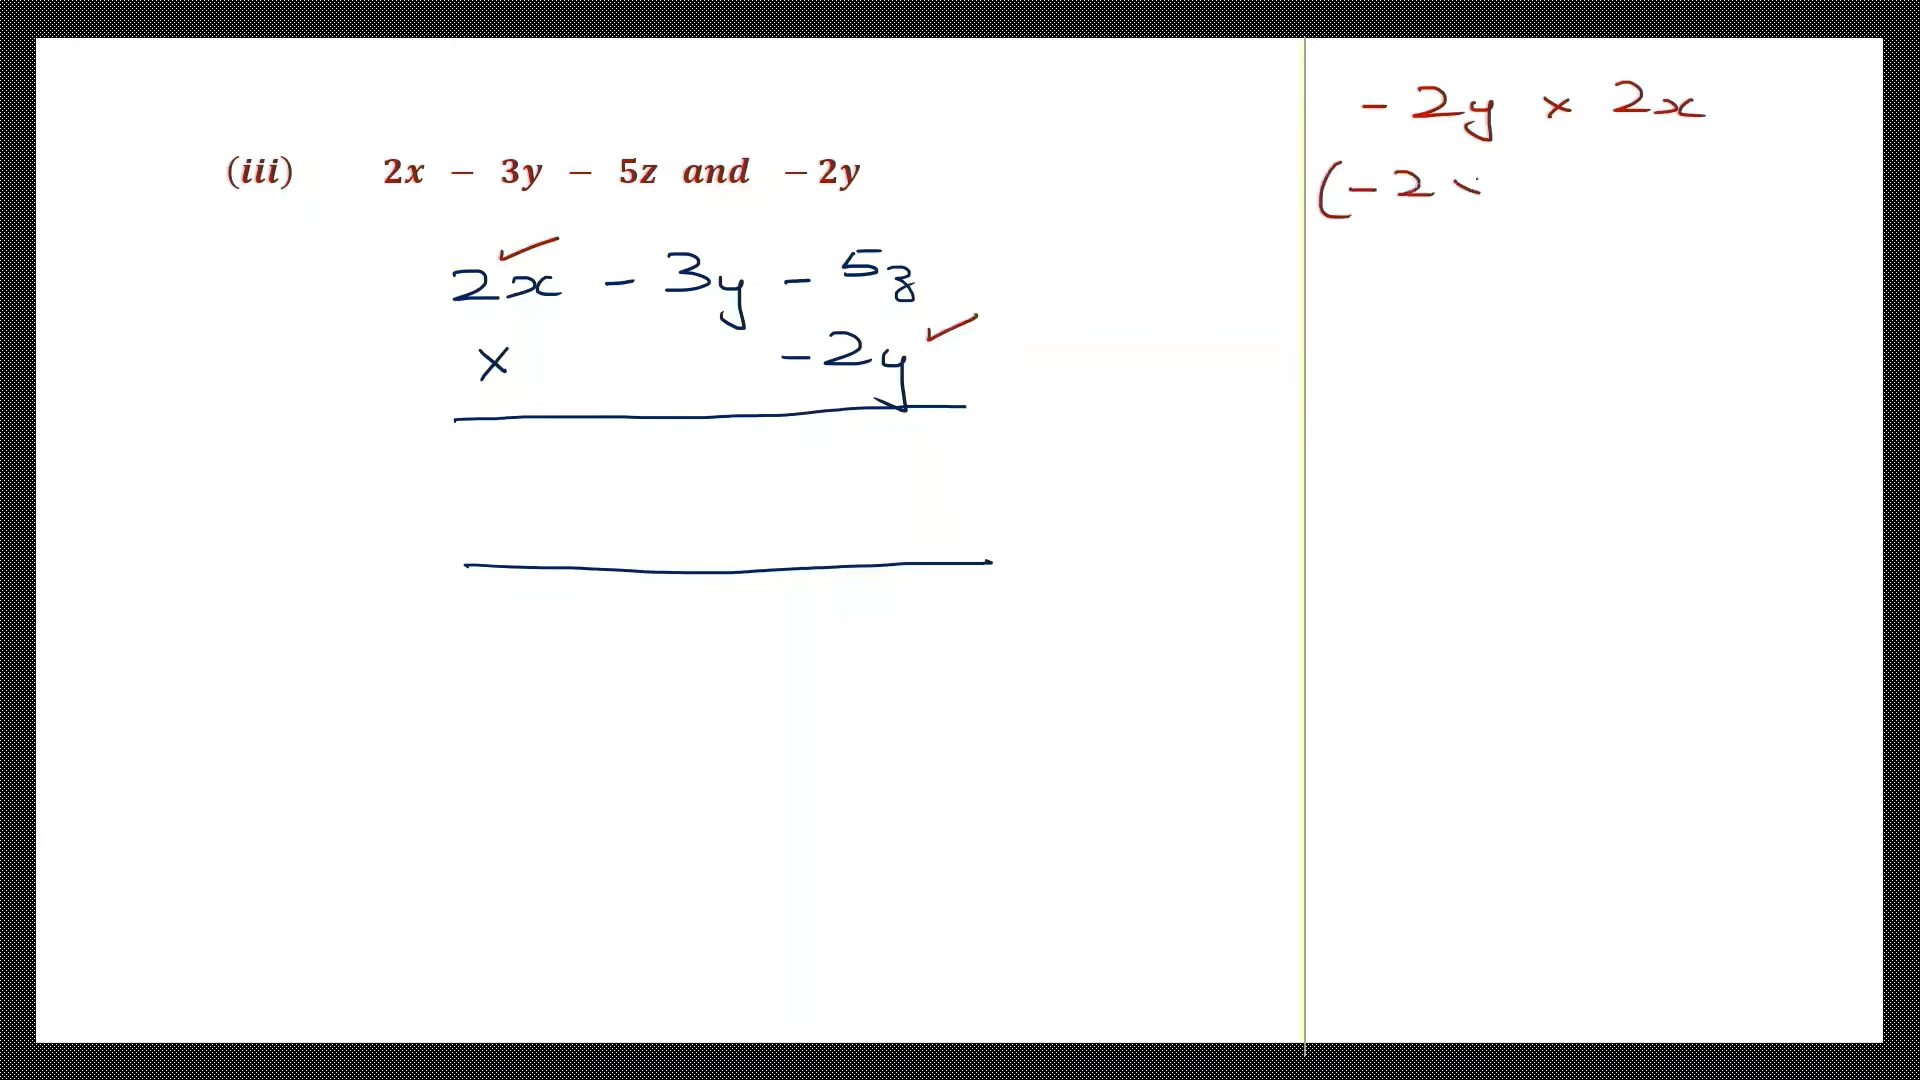 (iii) 2x - 3y - 5z and - 2y
2x - 3y - 5z
x - 2y
- 2y x 2x
(- 2